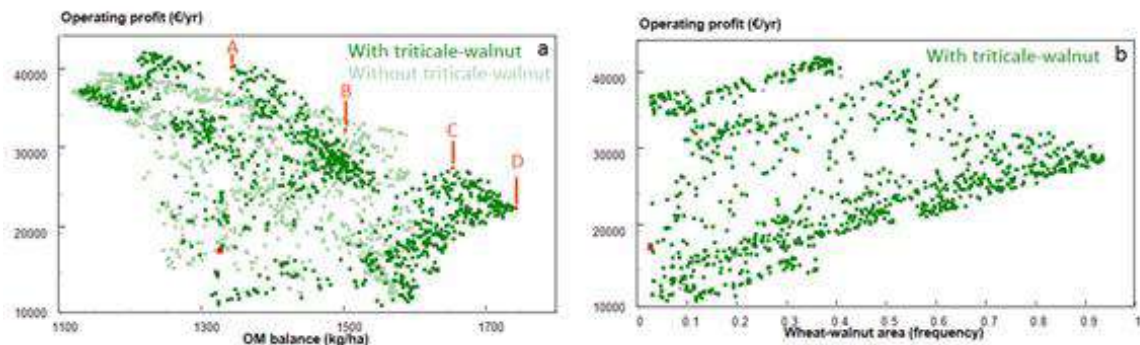 Operating profit (€/yr)
A
a
With triticale-walnut
Without triticale-walnut
40000
B
30000
C
D
20000
10000
1100
1300
1500
1700
OM balance (kg/ha)
Operating profit (€/yr)
With triticale-walnut
b
40000
30000
20000
10000
0
0.1
0.2
0.3
0.4
0.5
0.6
0.7
0.8
0.9
1
Wheat-walnut area (frequency)